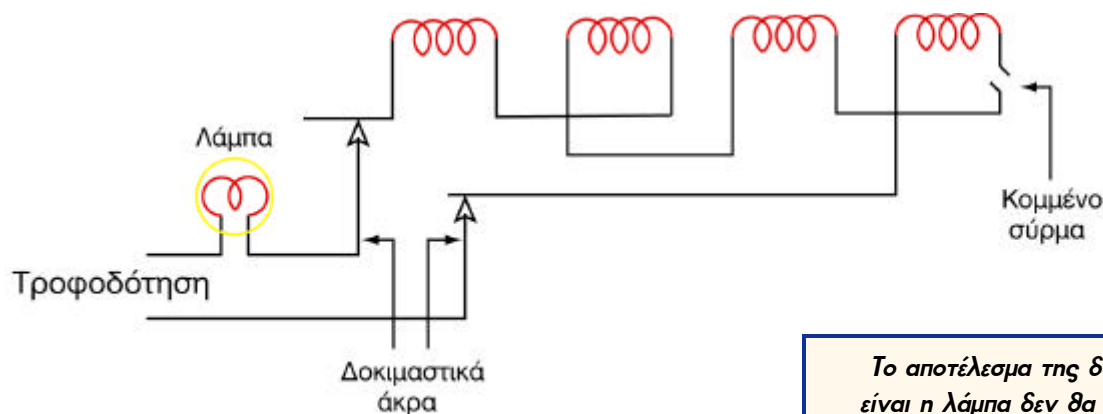 Λάμπα
Τροφοδότηση
Δοκιμαστικά
άκρα
Κομμένο
σύρμα
Το αποτέλεσμα της δ
είναι η λάμπα δεν θα